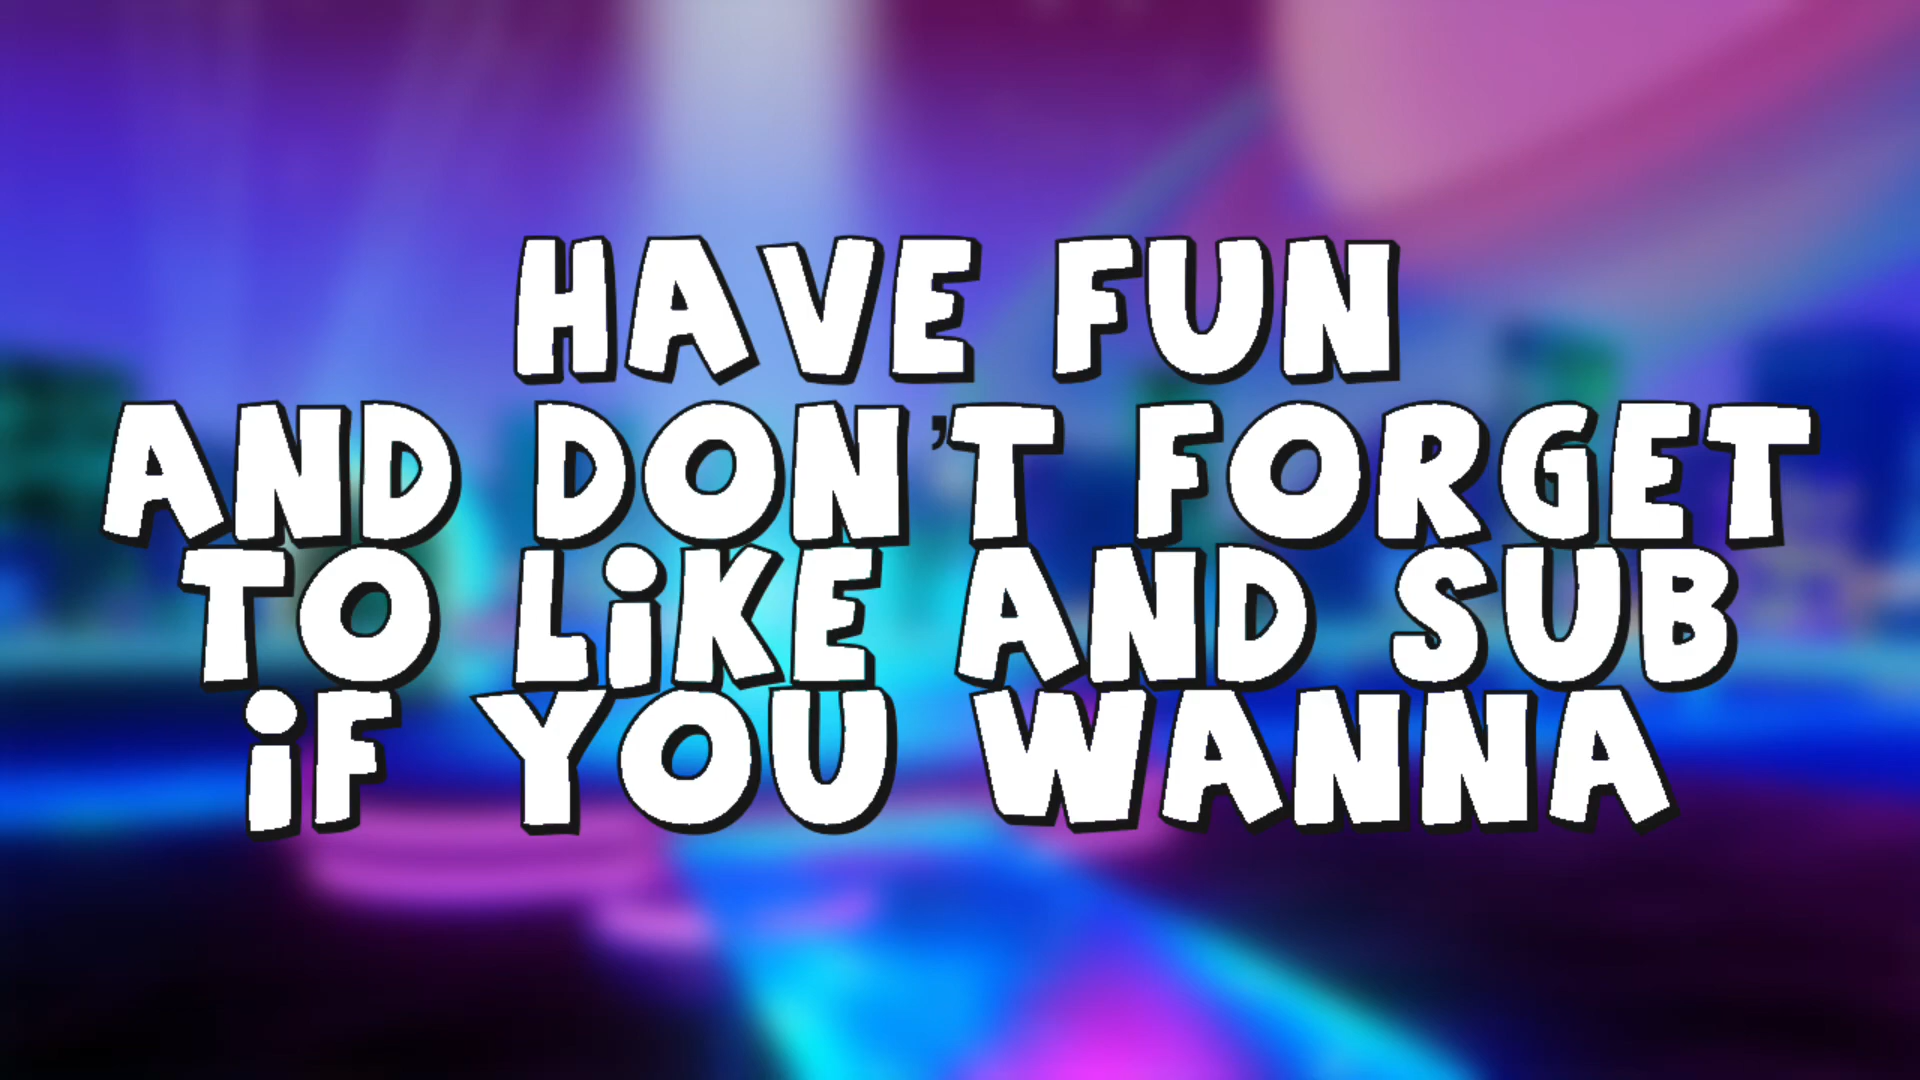 HAVE FUN
AND DON'T FORGET
TO LiKE AND SUB
iF YOU WANNA